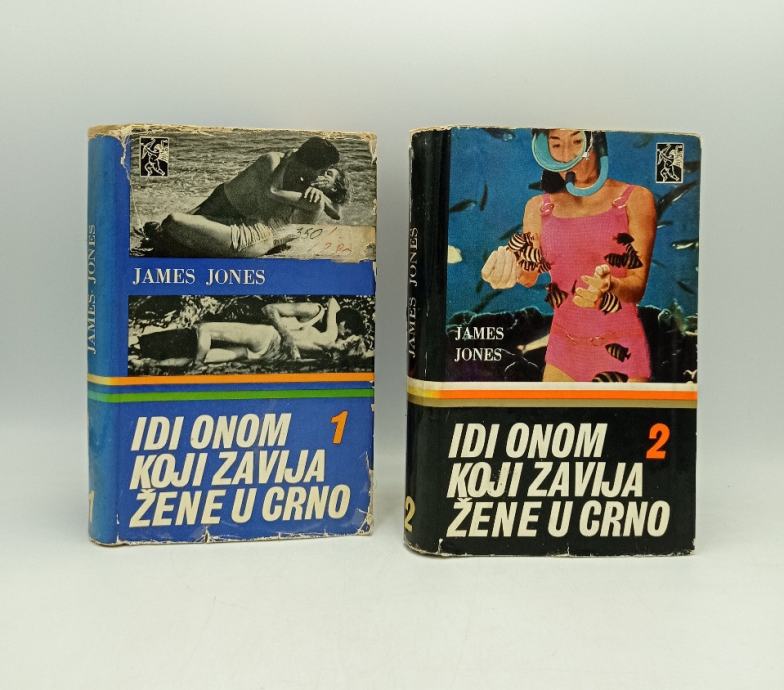 JAMES JONES
1
350
JAMES JONES
IDI ONOM 1
KOJI ZAVIJA
ŽENE U CRNO
JAMES JONES
2
JAMES
JONES
IDI ONOM 2
KOJI ZAVIJA
ŽENE U CRNO